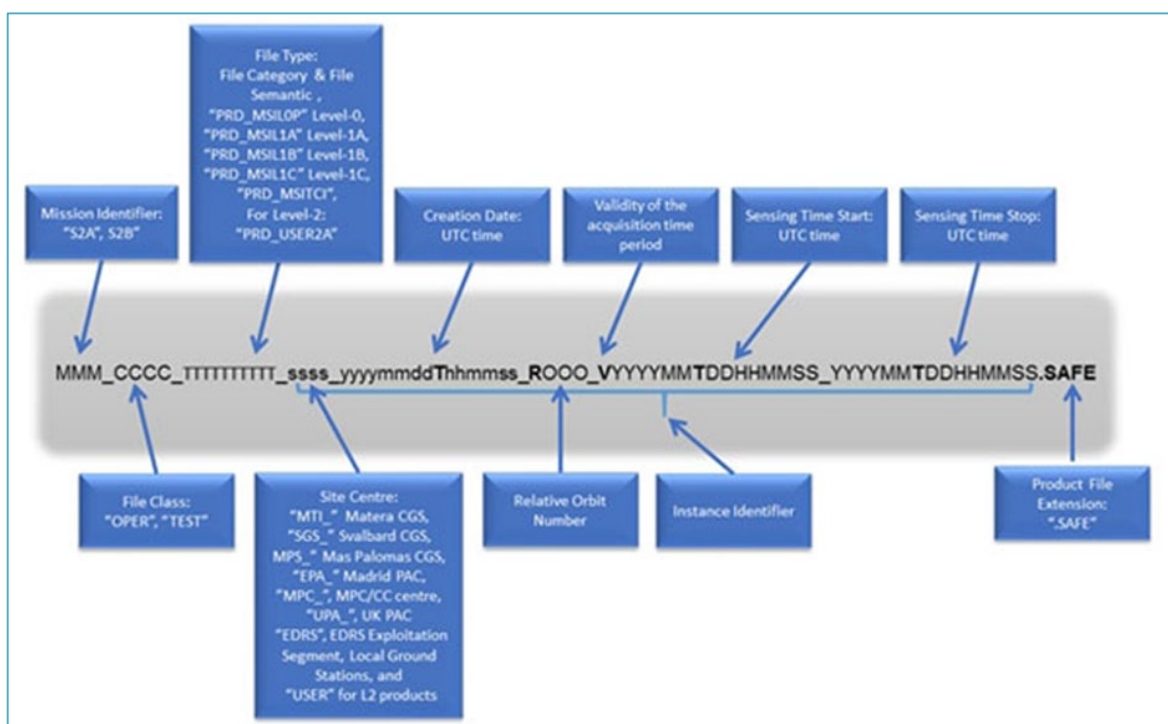 File Type:
File Category & File
Semantic ,
"PRD_MSIL0P" Level-0,
"PRD_MSIL1A" Level-1A,
"PRD_MSIL1B" Level-1B,
"PRD_MSIL1C" Level-1C,
"PRD_MSITCI",
For Level-2:
"PRD_USER2A"
Mission Identifier:
"S2A", S2B"
Creation Date:
UTC time
Validity of the
acquisition time
period
Sensing Time Start:
UTC time
Sensing Time Stop:
UTC time
MMM_CCCC_TTTTTTTTTT_ssss_yyyymmddThhmmss_ROOO_VYYYYMMTDDHHMMSS_YYYYMMTDDHHMMSS.SAFE
File Class:
"OPER", "TEST"
Site Centre:
"MTI_" Matera CGS,
"SGS_" Svalbard CGS,
MPS_" Mas Palomas CGS,
"EPA_" Madrid PAC,
"MPC_", MPC/CC centre,
"UPA_", UK PAC
"EDRS", EDRS Exploitation
Segment, Local Ground
Stations, and
"USER" for L2 products
Relative Orbit
Number
Instance Identifier
Product File
Extension:
".SAFE"